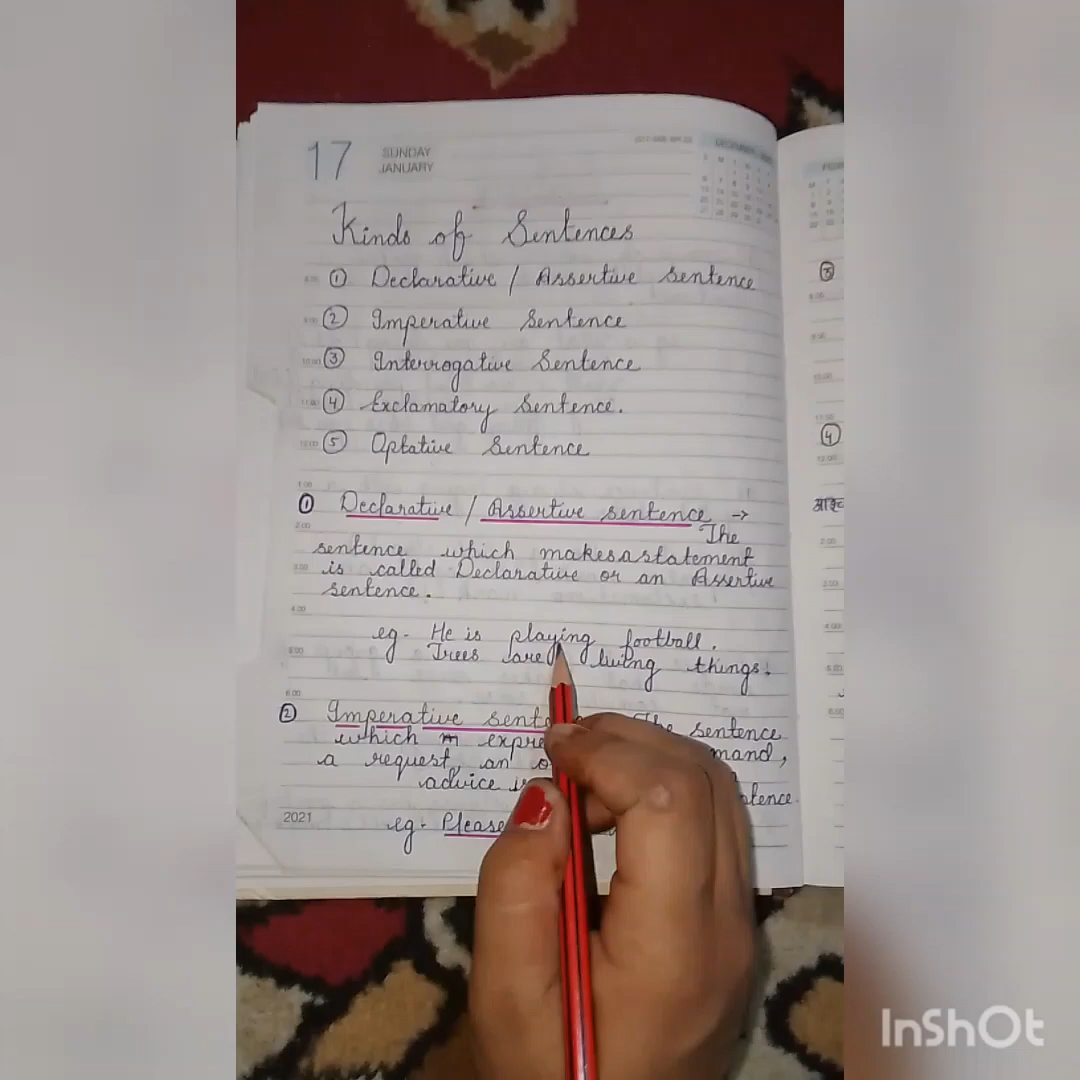 17 SUNDAY
JANUARY
Kinds of Sentences
① Declarative / Assertive sentence
② Imperative Sentence
③ Interrogative Sentence
④ Exclamatory Sentence.
⑤ Optative Sentence
① Declarative / Assertive sentence →
The
sentence which makes a statement
is called Declarative or an Assertive
sentence.
eg- He is playing football.
Trees are living things.
② Imperative The sentence
which
a request, an
advice
eg- Please
2021
③
④
InShOt